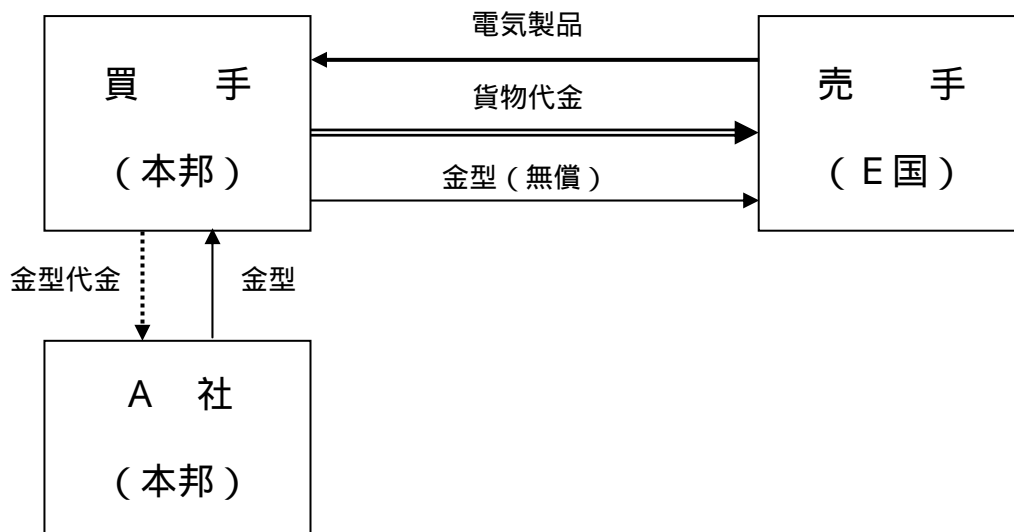 電気製品
買　　手
（本邦）
売　　手
（Ｅ国）
貨物代金
金型（無償）
金型代金
金型
Ａ　社
（本邦）